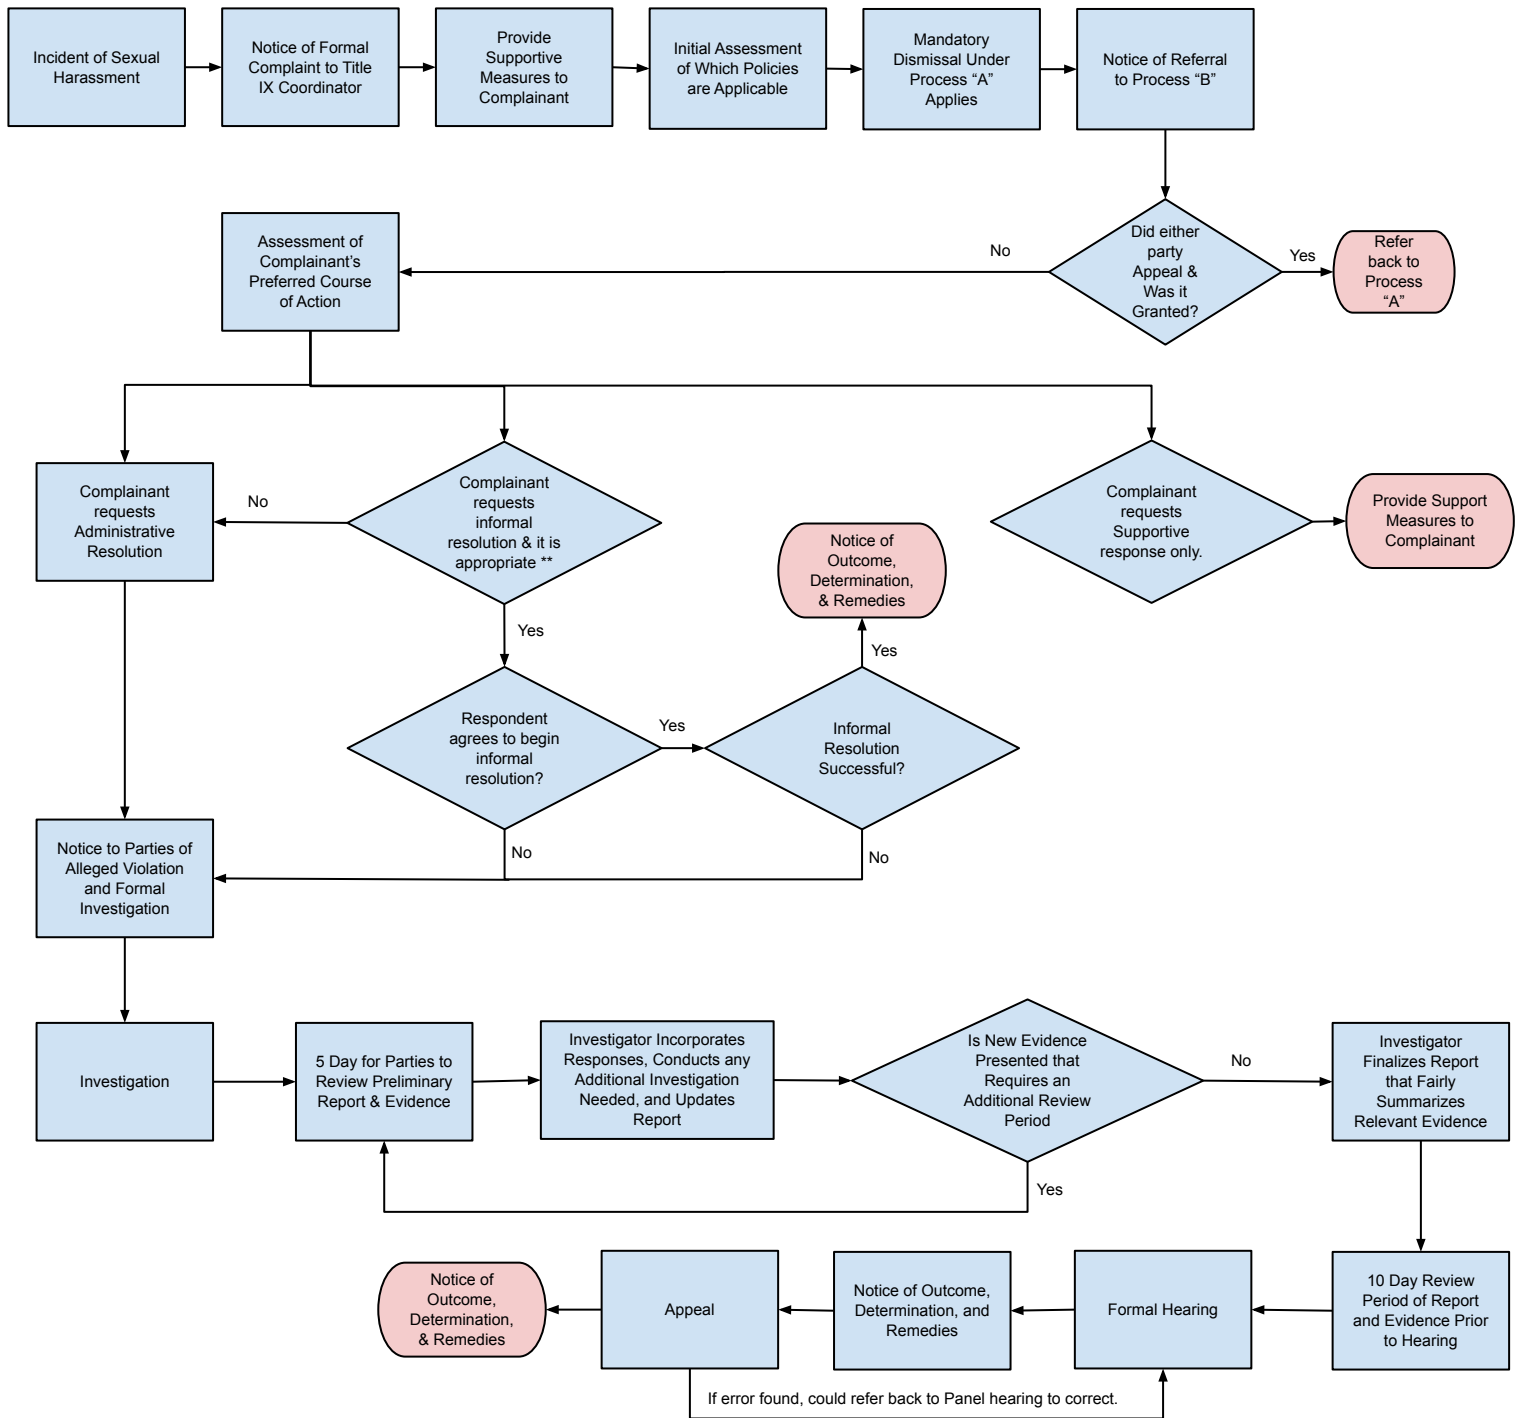 Incident of Sexual
Harassment
Notice of Formal
Complaint to Title
IX Coordinator
Provide
Supportive
Measures to
Complainant
Initial Assessment
of Which Policies
are Applicable
Mandatory
Dismissal Under
Process “A”
Applies
Notice of Referral
to Process “B”
Assessment of
Complainant’s
Preferred Course
of Action
No
Did either
party
Appeal &
Was it
Granted?
Yes
Refer
back to
Process
“A”
Complainant
requests
Administrative
Resolution
No
Complainant
requests
informal
resolution & it is
appropriate **
Yes
Notice of
Outcome,
Determination,
& Remedies
Yes
Complainant
requests
Supportive
response only.
Provide Support
Measures to
Complainant
Respondent
agrees to begin
informal
resolution?
Yes
Informal
Resolution
Successful?
No
No
Notice to Parties of
Alleged Violation
and Formal
Investigation
Investigation
5 Day for Parties to
Review Preliminary
Report & Evidence
Investigator Incorporates
Responses, Conducts any
Additional Investigation
Needed, and Updates
Report
Is New Evidence
Presented that
Requires an
Additional Review
Period
No
Yes
Investigator
Finalizes Report
that Fairly
Summarizes
Relevant Evidence
Notice of
Outcome,
Determination,
& Remedies
Appeal
Notice of Outcome,
Determination, and
Remedies
Formal Hearing
10 Day Review
Period of Report
and Evidence Prior
to Hearing
If error found, could refer back to Panel hearing to correct.